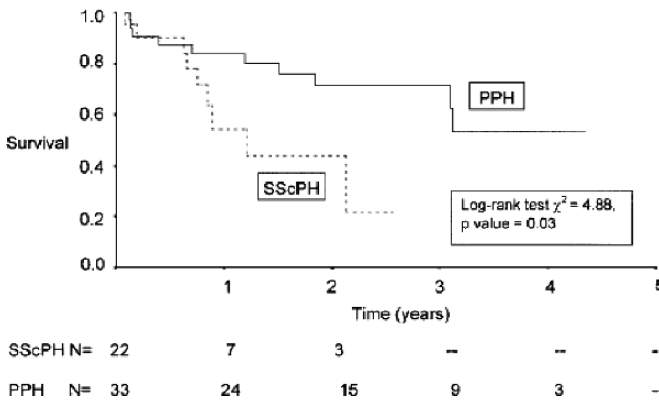 1.0
0.8
PPH
0.6
Survival
0.4
SScPH
Log-rank test χ² = 4.88,
p value = 0.03
0.2
0.0
1 2 3 4 5
Time (years)
SScPH N= 22 7 3 -- -- -
PPH N= 33 24 15 9 3 -